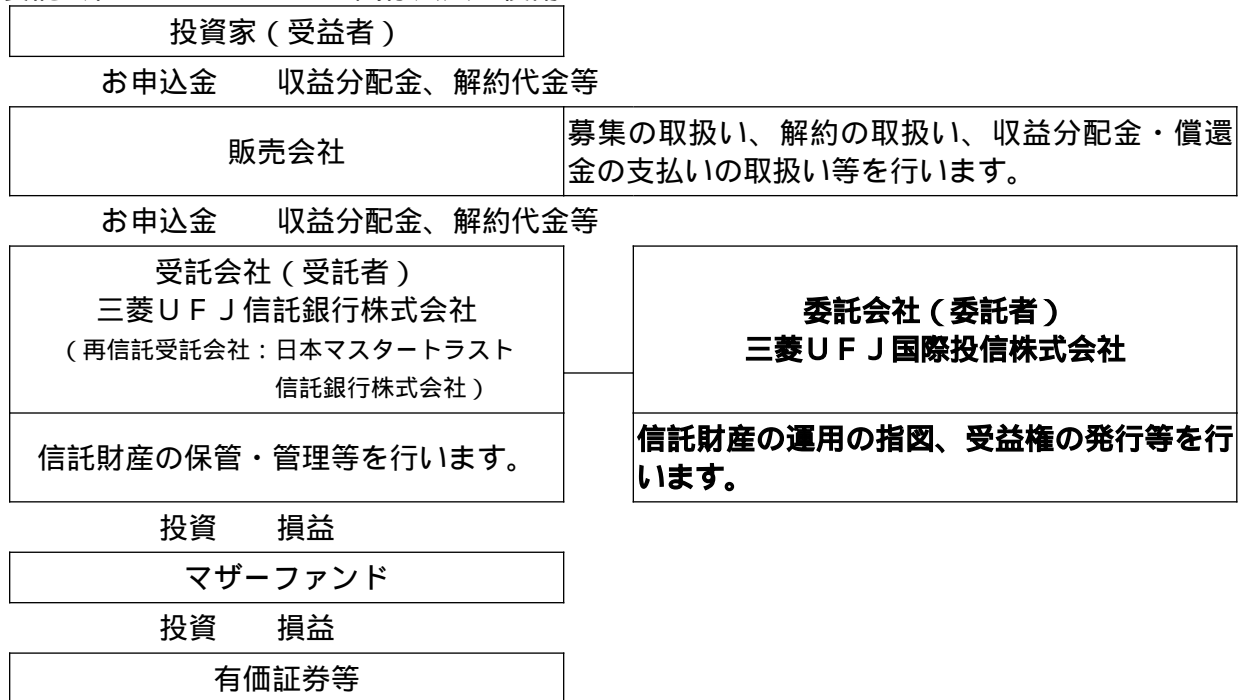 投資家（受益者）
お申込金　　収益分配金、解約代金等
販売会社
募集の取扱い、解約の取扱い、収益分配金・償還
金の支払いの取扱い等を行います。
お申込金　　収益分配金、解約代金等
受託会社（受託者）
三菱ＵＦＪ信託銀行株式会社
（再信託受託会社：日本マスタートラスト
信託銀行株式会社）
委託会社（委託者）
三菱ＵＦＪ国際投信株式会社
信託財産の保管・管理等を行います。
信託財産の運用の指図、受益権の発行等を行
います。
投資　　損益
マザーファンド
投資　　損益
有価証券等